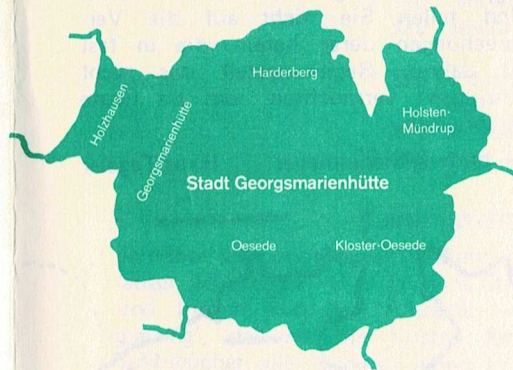 Harderberg
Holzhausen
Georgsmarienhütte
Holsten-
Mündrup
Stadt Georgsmarienhütte
Oesede
Kloster-Oesede